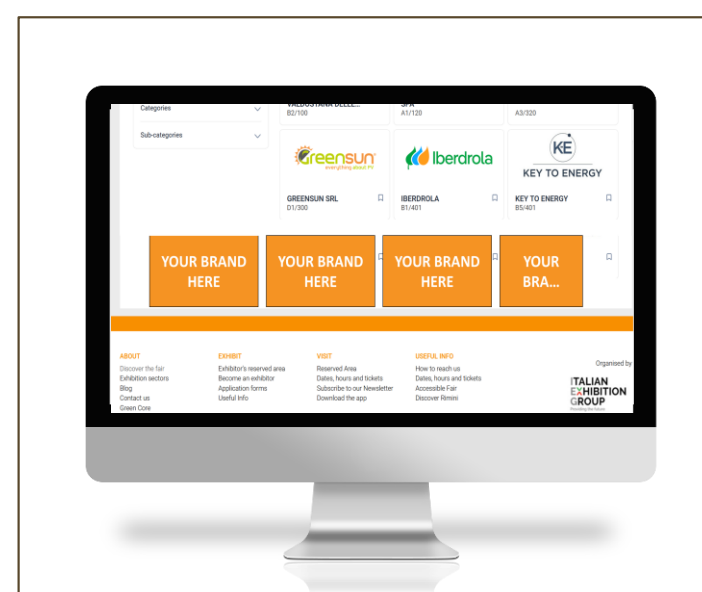 Categories
VALDOSTANA DELLE...
B2/100
SPA
A1/120
A3/320
Sub-categories
Greensun
everything about PV
Iberdrola
KE
KEY TO ENERGY
GREENSUN SRL
D1/300
IBERDROLA
B1/401
KEY TO ENERGY
B5/401
YOUR BRAND
HERE
YOUR BRAND
HERE
YOUR BRAND
HERE
YOUR
BRA...
ABOUT
Discover the fair
Exhibition sectors
Blog
Contact us
Green Core
EXHIBIT
Exhibitor's reserved area
Become an exhibitor
Application forms
Useful Info
VISIT
Reserved Area
Dates, hours and tickets
Subscribe to our Newsletter
Download the app
USEFUL INFO
How to reach us
Dates, hours and tickets
Accessible Fair
Discover Rimini
Organised by
ITALIAN
EXHIBITION
GROUP
Providing the future